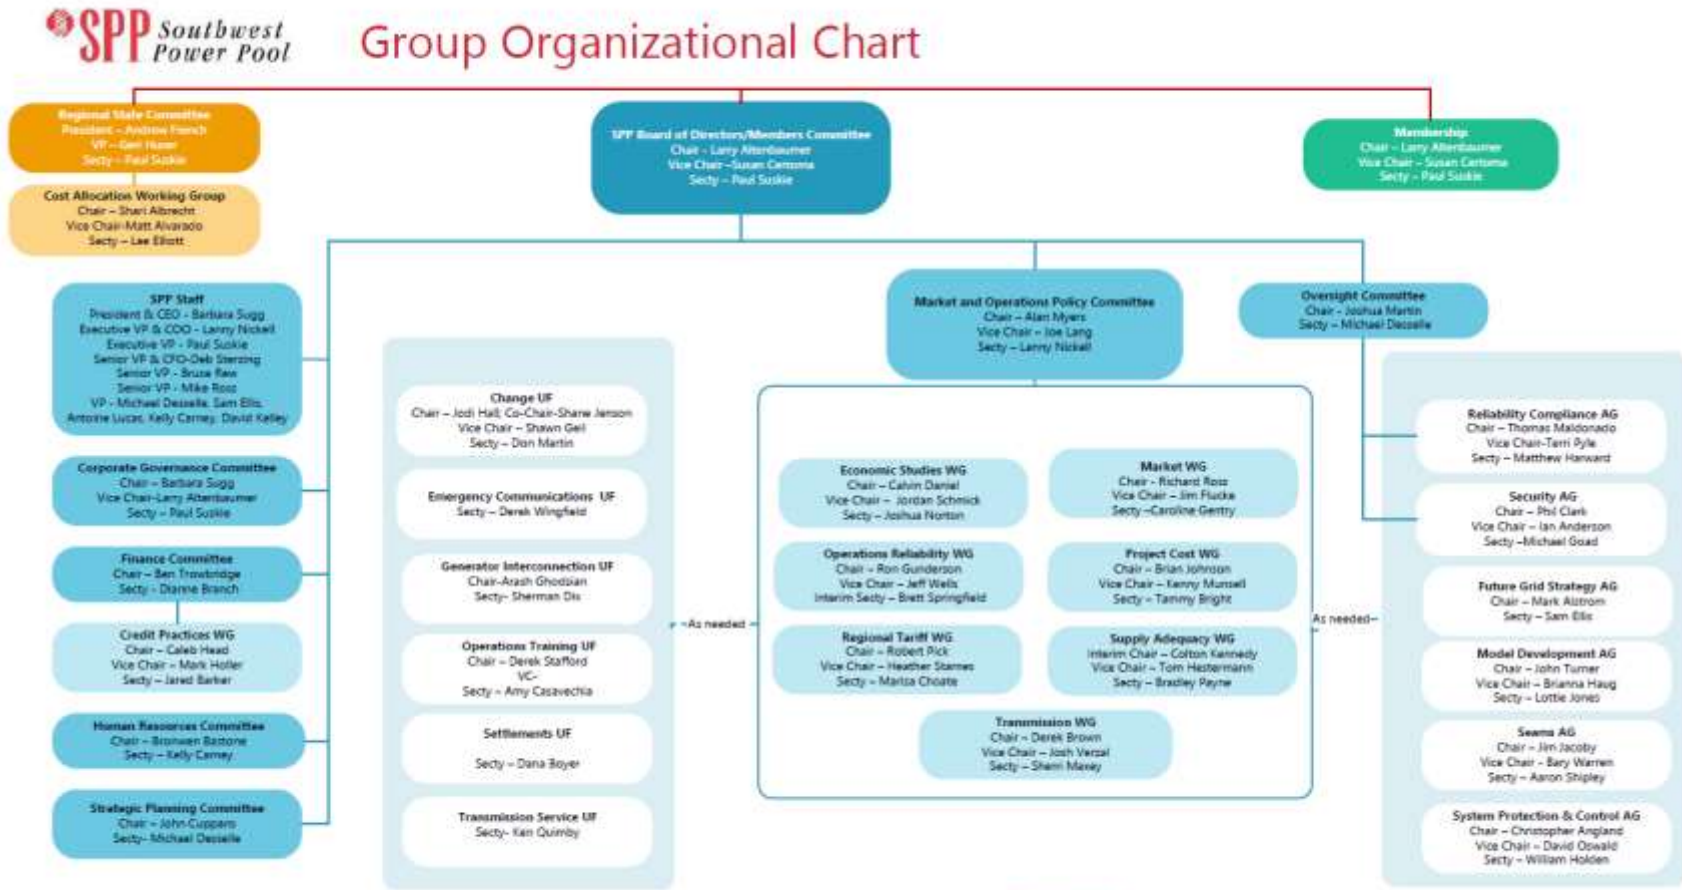 SPP Southwest
Power Pool
Group Organizational Chart
Regional State Committee
President – Andrew French
VP – Geri Huser
Secty – Paul Suskie
Cost Allocation Working Group
Chair – Shari Albrecht
Vice Chair-Matt Alvarado
Secty – Lee Elliott
SPP Board of Directors/Members Committee
Chair - Larry Altenbaumer
Vice Chair –Susan Certoma
Secty – Paul Suskie
Membership
Chair – Larry Altenbaumer
Vice Chair – Susan Certoma
Secty – Paul Suskie
SPP Staff
President & CEO - Barbara Sugg
Executive VP & COO - Lanny Nickell
Executive VP - Paul Suskie
Senior VP & CFO-Deb Sterzing
Senior VP - Bruce Rew
Senior VP - Mike Ross
VP - Michael Desselle, Sam Ellis,
Antoine Lucas, Kelly Carney, David Kelley
Corporate Governance Committee
Chair – Barbara Sugg
Vice Chair-Larry Altenbaumer
Secty – Paul Suskie
Finance Committee
Chair – Ben Trowbridge
Secty - Dianne Branch
Credit Practices WG
Chair – Caleb Head
Vice Chair – Mark Holler
Secty – Jared Barker
Human Resources Committee
Chair – Bronwen Bastone
Secty – Kelly Carney
Strategic Planning Committee
Chair – John Cupparo
Secty- Michael Desselle
Change UF
Chair – Jodi Hall; Co-Chair-Shane Jenson
Vice Chair – Shawn Geil
Secty – Don Martin
Emergency Communications UF
Secty – Derek Wingfield
Generator Interconnection UF
Chair-Arash Ghodsian
Secty- Sherman Dis
Operations Training UF
Chair – Derek Stafford
VC-
Secty – Amy Casavechia
Settlements UF
Secty – Dana Boyer
Transmission Service UF
Secty- Ken Quimby
As needed
Market and Operations Policy Committee
Chair – Alan Myers
Vice Chair – Joe Lang
Secty – Lanny Nickell
Economic Studies WG
Chair – Calvin Daniel
Vice Chair – Jordan Schmick
Secty – Joshua Norton
Market WG
Chair - Richard Ross
Vice Chair – Jim Flucke
Secty –Caroline Gentry
Operations Reliability WG
Chair – Ron Gunderson
Vice Chair – Jeff Wells
Interim Secty – Brett Springfield
Project Cost WG
Chair – Brian Johnson
Vice Chair – Kenny Munsell
Secty – Tammy Bright
Regional Tariff WG
Chair – Robert Pick
Vice Chair – Heather Starnes
Secty – Marisa Choate
Supply Adequacy WG
Interim Chair – Colton Kennedy
Vice Chair – Tom Hestermann
Secty – Bradley Payne
Transmission WG
Chair – Derek Brown
Vice Chair – Josh Verzal
Secty – Sherri Maxey
As needed
Oversight Committee
Chair - Joshua Martin
Secty – Michael Desselle
Reliability Compliance AG
Chair – Thomas Maldonado
Vice Chair-Terri Pyle
Secty – Matthew Harward
Security AG
Chair – Phil Clark
Vice Chair – Ian Anderson
Secty –Michael Goad
Future Grid Strategy AG
Chair – Mark Ahlstrom
Secty – Sam Ellis
Model Development AG
Chair – John Turner
Vice Chair – Brianna Haug
Secty – Lottie Jones
Seams AG
Chair – Jim Jacoby
Vice Chair - Bary Warren
Secty – Aaron Shipley
System Protection & Control AG
Chair – Christopher Angland
Vice Chair – David Oswald
Secty – William Holden